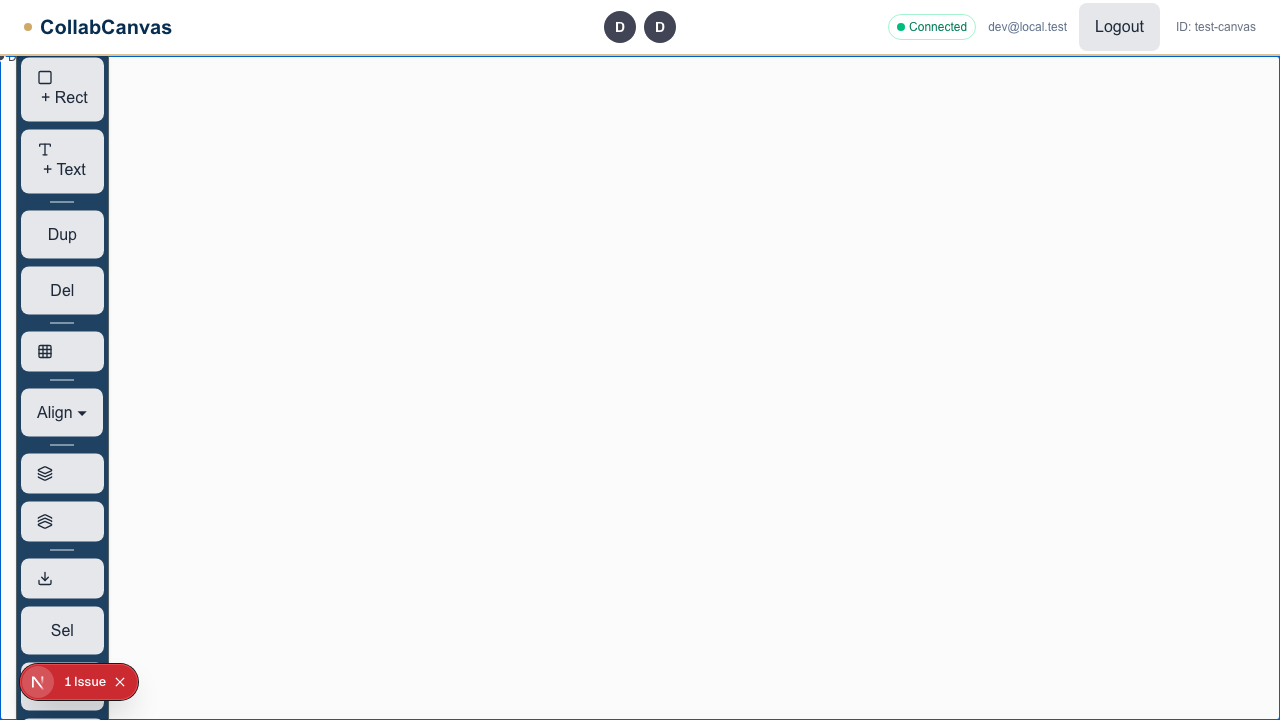 CollabCanvas
D D
Connected
dev@local.test
Logout
ID: test-canvas
+ Rect
T
+ Text
Dup
Del
Align
Sel
N 1 Issue